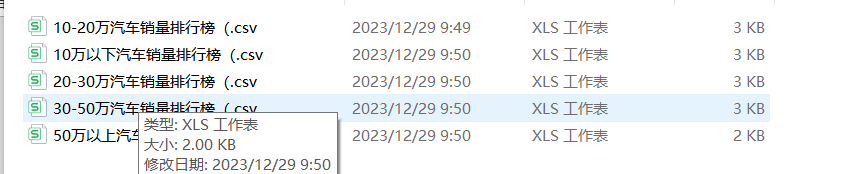 10-20万汽车销量排行榜（.csv 2023/12/29 9:49 XLS 工作表 3 KB
10万以下汽车销量排行榜（.csv 2023/12/29 9:50 XLS 工作表 3 KB
20-30万汽车销量排行榜（.csv 2023/12/29 9:50 XLS 工作表 3 KB
30-50万汽车销量排行榜（.csv 2023/12/29 9:50 XLS 工作表 3 KB
50万以上汽车 2023/12/29 9:50 XLS 工作表 2 KB
类型: XLS 工作表
大小: 2.00 KB
修改日期: 2023/12/29 9:50